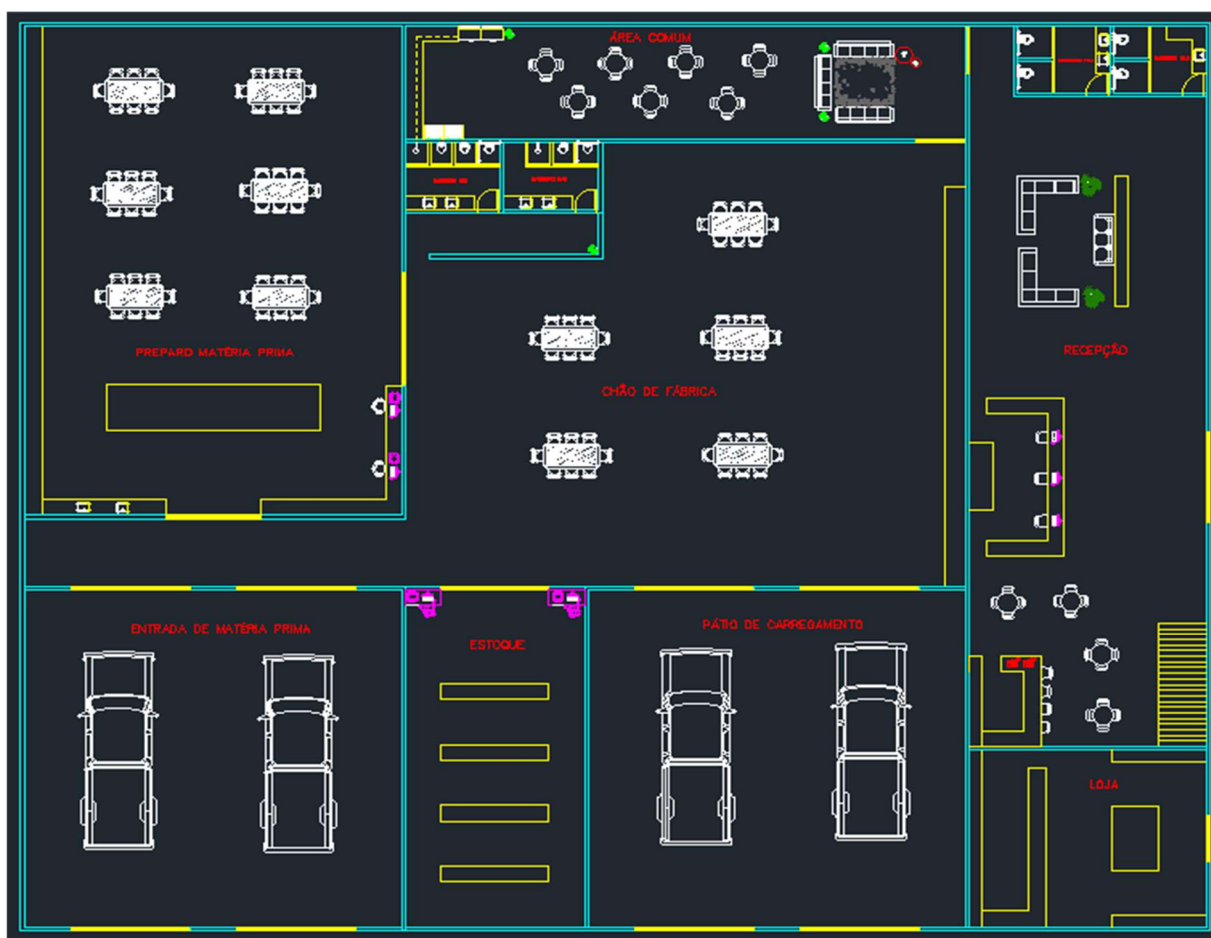 ÁREA COMUM
PREPARO MATÉRIA PRIMA
CHÃO DE FÁBRICA
RECEPÇÃO
ENTRADA DE MATÉRIA PRIMA
ESTOQUE
PÁTIO DE CARREGAMENTO
LOJA